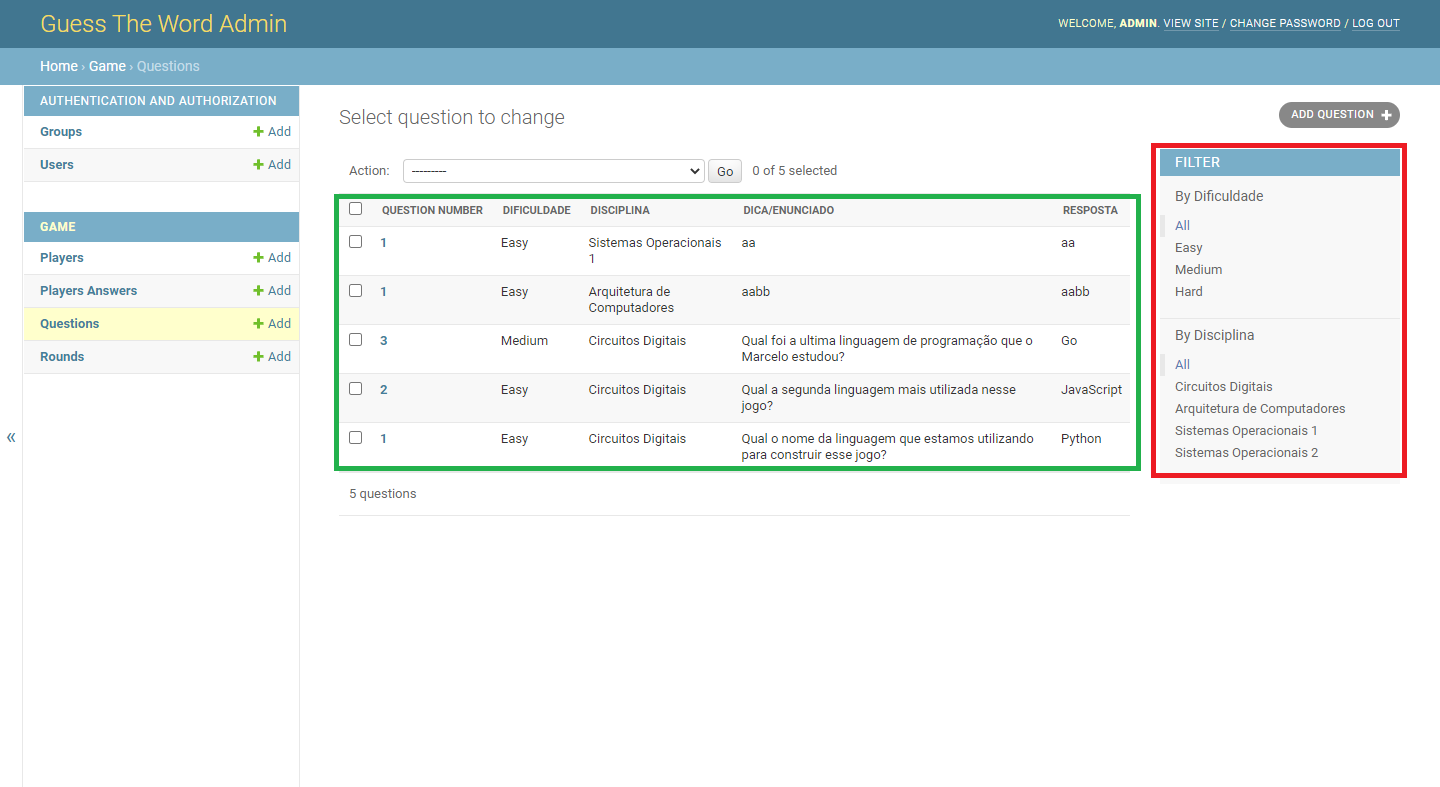 Guess The Word Admin
WELCOME, ADMIN. VIEW SITE / CHANGE PASSWORD / LOG OUT
Home › Game › Questions
AUTHENTICATION AND AUTHORIZATION
Groups + Add
Users + Add
GAME
Players + Add
Players Answers + Add
Questions + Add
Rounds + Add
«
Select question to change
ADD QUESTION +
Action: --------- Go 0 of 5 selected
QUESTION NUMBER DIFICULDADE DISCIPLINA DICA/ENUNCIADO RESPOSTA
1 Easy Sistemas Operacionais aa aa
1
1 Easy Arquitetura de aabb aabb
Computadores
3 Medium Circuitos Digitais Qual foi a ultima linguagem de programação que o Go
Marcelo estudou?
2 Easy Circuitos Digitais Qual a segunda linguagem mais utilizada nesse JavaScript
jogo?
1 Easy Circuitos Digitais Qual o nome da linguagem que estamos utilizando Python
para construir esse jogo?
5 questions
FILTER
By Dificuldade
All
Easy
Medium
Hard
By Disciplina
All
Circuitos Digitais
Arquitetura de Computadores
Sistemas Operacionais 1
Sistemas Operacionais 2